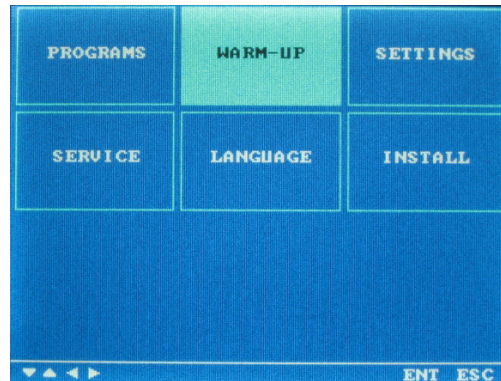 PROGRAMS WARM-UP SETTINGS
SERVICE LANGUAGE INSTALL
ENT ESC